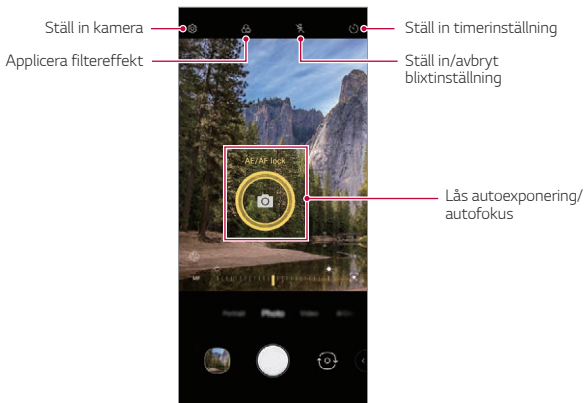 Ställ in kamera
Applicera filtereffekt
Ställ in timerinställning
Ställ in/avbryt
blixtinställning
AF/AF lock
Lås autoexponering/
autofokus
Portrait
Photo
Video